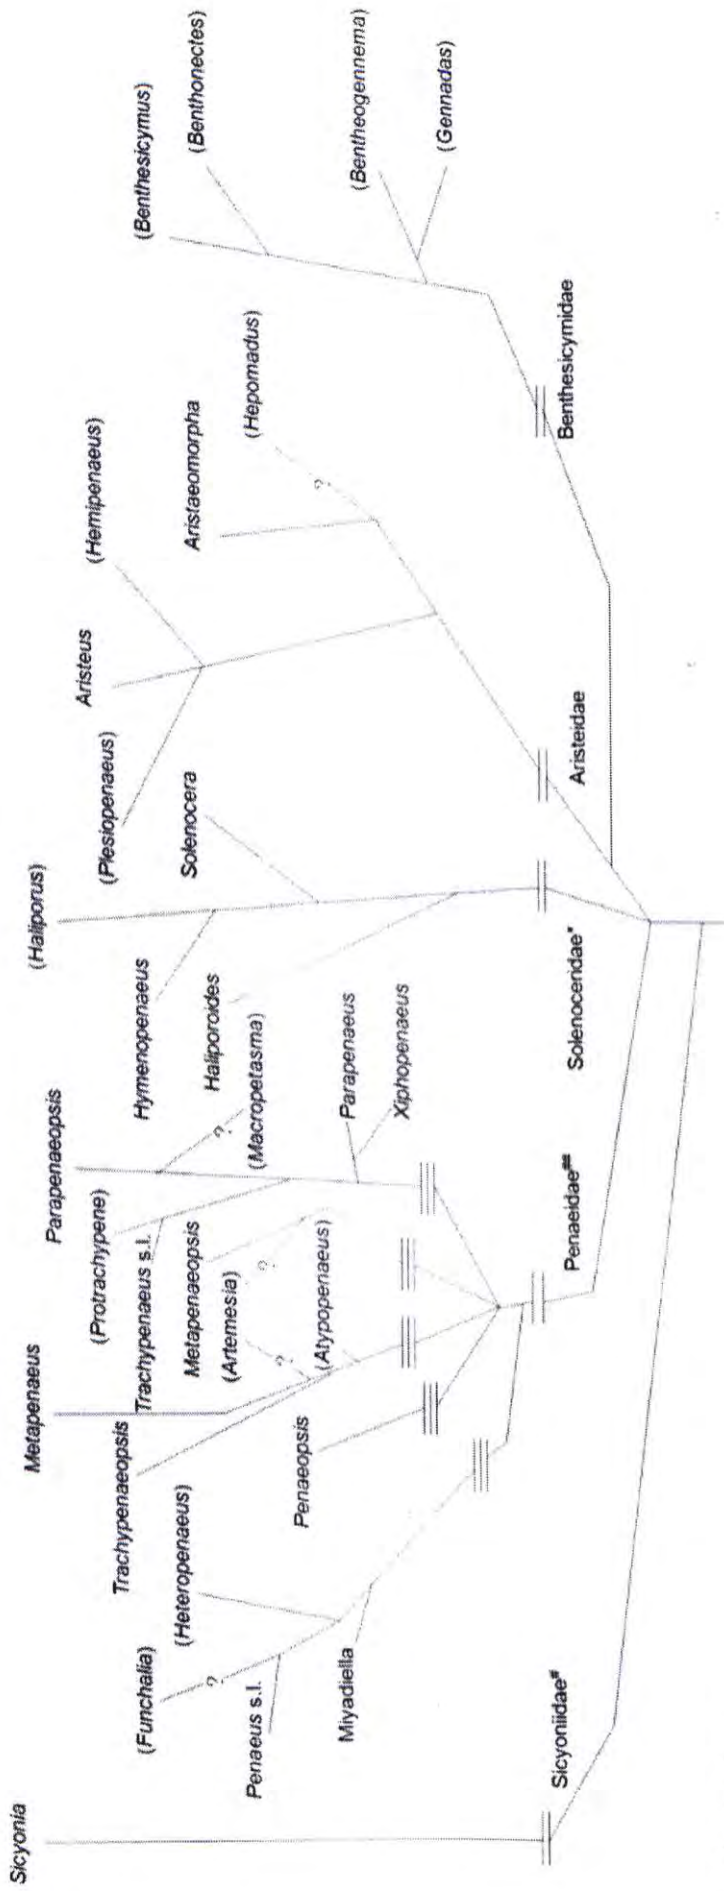 Sicyonia
Metapenaeus
Parapenaeopsis
(Haliporus)
Aristeus
(Hemipenaeus)
(Benthesicymus)
(Funchalia)
Trachypenaeopsis
(Protrachypene)
Hymenopenaeus
(Plesiopenaeus)
(Benthonectes)
(Heteropenaeus)
Trachypenaeus s.l.
Haliporoides
Solenocera
Aristaeomorpha
?
Penaeus s.l.
Metapenaeopsis
?
(Macropetasma)
(Hepomadus)
(Artemesia)
?
?
?
Miyadiella
Penaeopsis
(Atypopenaeus)
Parapenaeus
(Bentheogennema)
Xiphopenaeus
(Gennadas)
Sicyoniidae#
Penaeidae##
Solenoceridae*
Aristeidae
Benthesicymidae